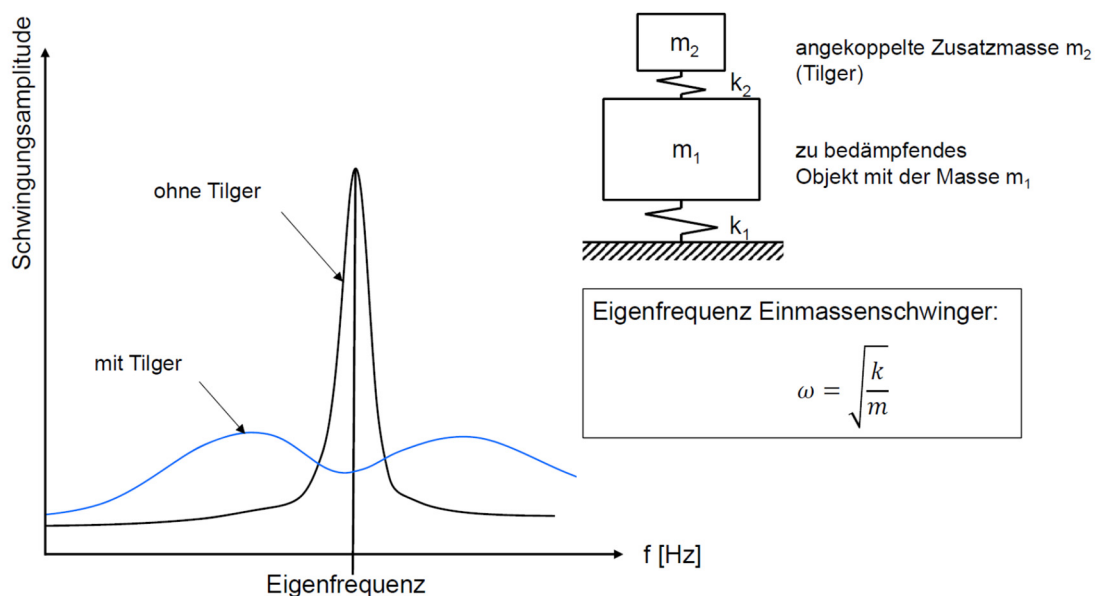 Schwingungsamplitude
ohne Tilger
mit Tilger
f [Hz]
Eigenfrequenz
m₂
k₂
m₁
k₁
angekoppelte Zusatzmasse m₂
(Tilger)
zu bedämpfendes
Objekt mit der Masse m₁
Eigenfrequenz Einmassenschwinger:
ω = √(k/m)